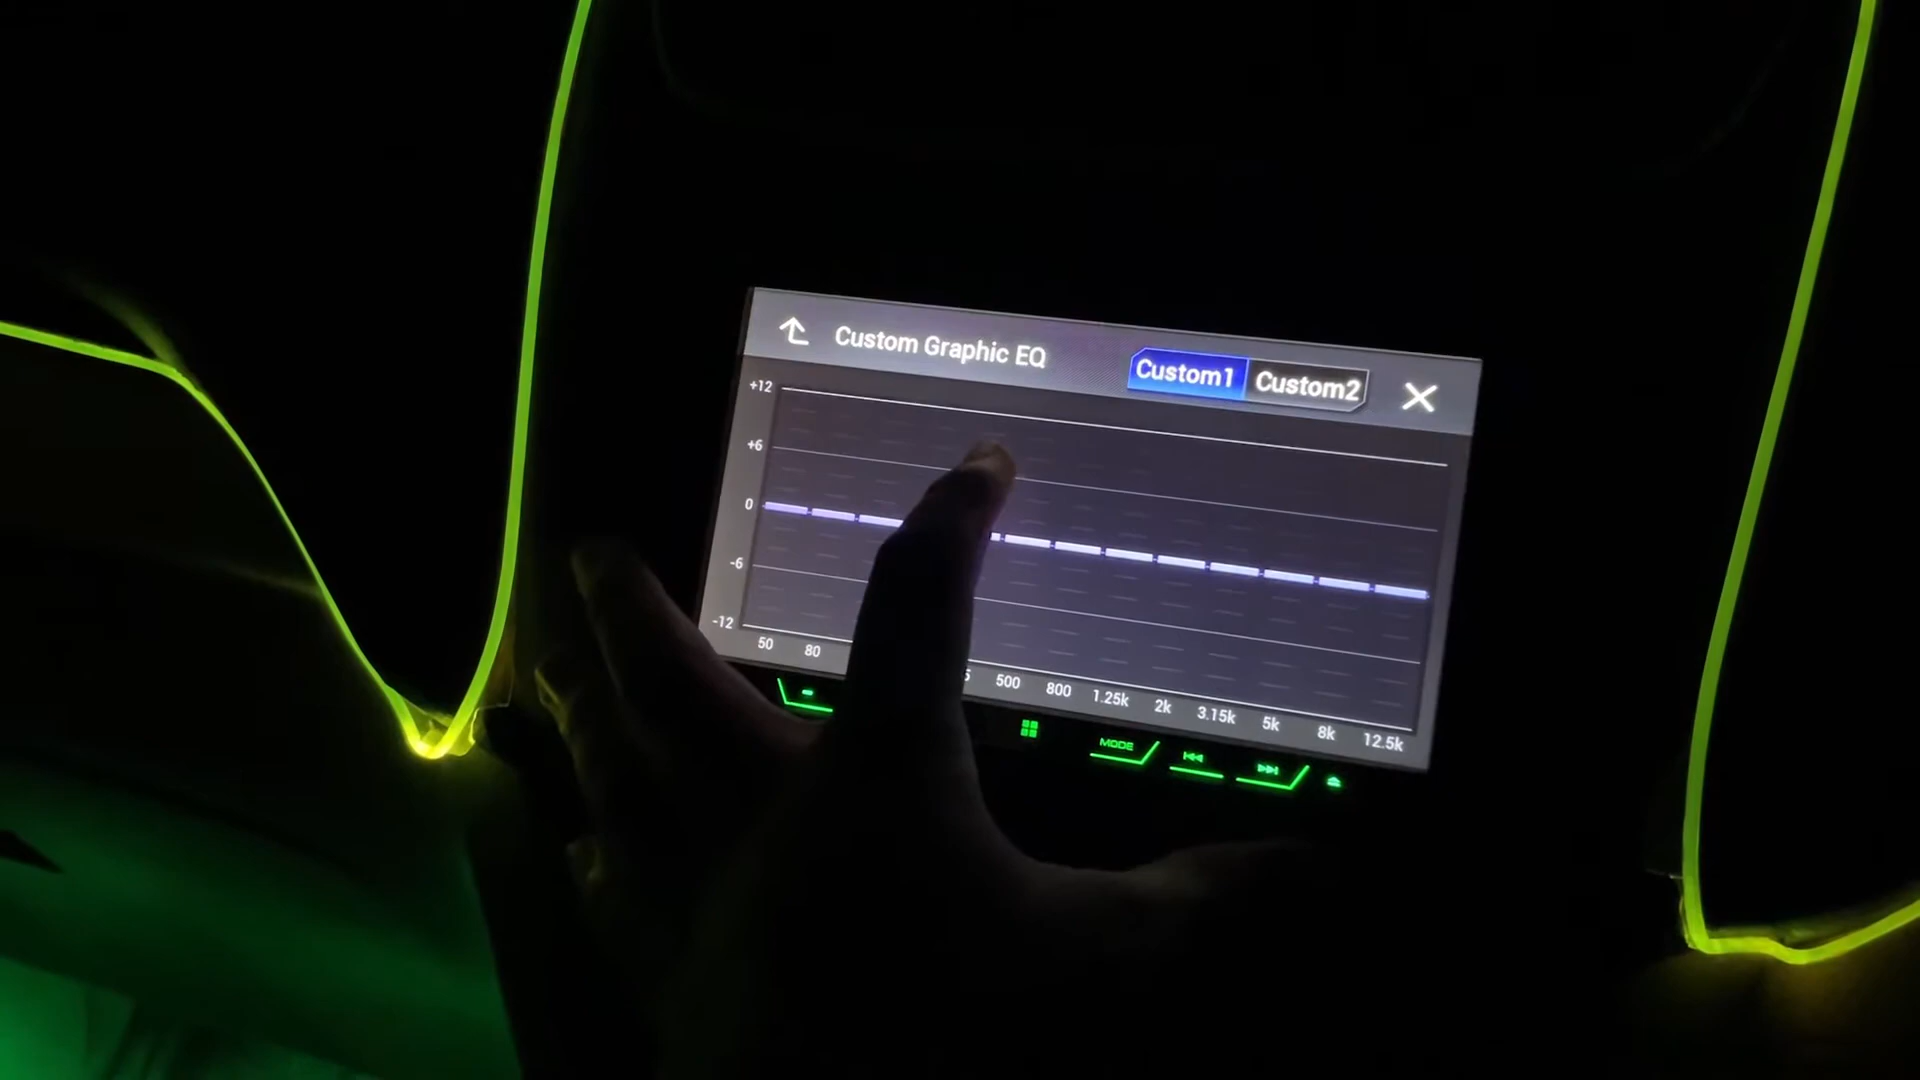 Custom Graphic EQ Custom1 Custom2
+12
+6
0
-6
-12
50 80 500 800 1.25k 2k 3.15k 5k 8k 12.5k
MODE